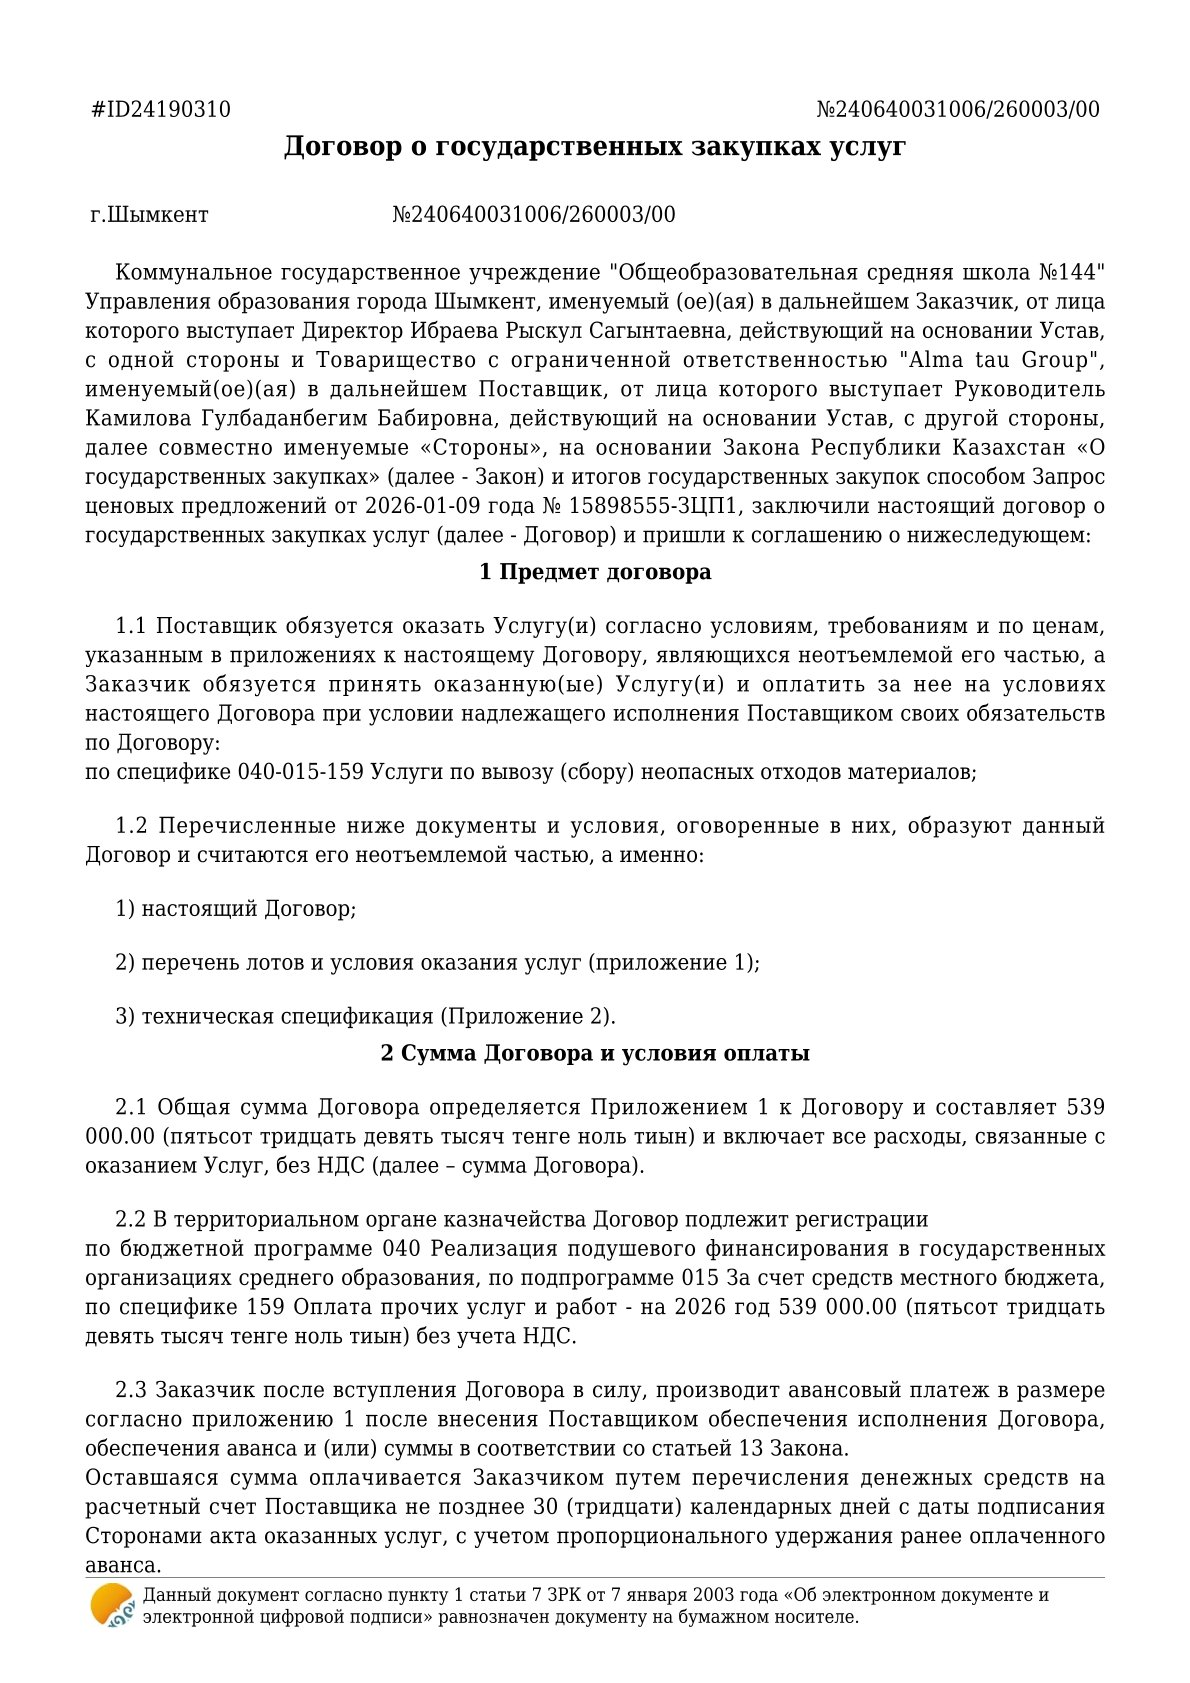 #ID24190310 №240640031006/260003/00
Договор о государственных закупках услуг
г.Шымкент №240640031006/260003/00
Коммунальное государственное учреждение "Общеобразовательная средняя школа №144"
Управления образования города Шымкент, именуемый (ое)(ая) в дальнейшем Заказчик, от лица
которого выступает Директор Ибраева Рыскул Сагынтаевна, действующий на основании Устав,
с одной стороны и Товарищество с ограниченной ответственностью "Alma tau Group",
именуемый(ое)(ая) в дальнейшем Поставщик, от лица которого выступает Руководитель
Камилова Гулбаданбегим Бабировна, действующий на основании Устав, с другой стороны,
далее совместно именуемые «Стороны», на основании Закона Республики Казахстан «О
государственных закупках» (далее - Закон) и итогов государственных закупок способом Запрос
ценовых предложений от 2026-01-09 года № 15898555-ЗЦП1, заключили настоящий договор о
государственных закупках услуг (далее - Договор) и пришли к соглашению о нижеследующем:
1 Предмет договора
1.1 Поставщик обязуется оказать Услугу(и) согласно условиям, требованиям и по ценам,
указанным в приложениях к настоящему Договору, являющихся неотъемлемой его частью, а
Заказчик обязуется принять оказанную(ые) Услугу(и) и оплатить за нее на условиях
настоящего Договора при условии надлежащего исполнения Поставщиком своих обязательств
по Договору:
по специфике 040-015-159 Услуги по вывозу (сбору) неопасных отходов материалов;
1.2 Перечисленные ниже документы и условия, оговоренные в них, образуют данный
Договор и считаются его неотъемлемой частью, а именно:
1) настоящий Договор;
2) перечень лотов и условия оказания услуг (приложение 1);
3) техническая спецификация (Приложение 2).
2 Сумма Договора и условия оплаты
2.1 Общая сумма Договора определяется Приложением 1 к Договору и составляет 539
000.00 (пятьсот тридцать девять тысяч тенге ноль тиын) и включает все расходы, связанные с
оказанием Услуг, без НДС (далее – сумма Договора).
2.2 В территориальном органе казначейства Договор подлежит регистрации
по бюджетной программе 040 Реализация подушевого финансирования в государственных
организациях среднего образования, по подпрограмме 015 За счет средств местного бюджета,
по специфике 159 Оплата прочих услуг и работ - на 2026 год 539 000.00 (пятьсот тридцать
девять тысяч тенге ноль тиын) без учета НДС.
2.3 Заказчик после вступления Договора в силу, производит авансовый платеж в размере
согласно приложению 1 после внесения Поставщиком обеспечения исполнения Договора,
обеспечения аванса и (или) суммы в соответствии со статьей 13 Закона.
Оставшаяся сумма оплачивается Заказчиком путем перечисления денежных средств на
расчетный счет Поставщика не позднее 30 (тридцати) календарных дней с даты подписания
Сторонами акта оказанных услуг, с учетом пропорционального удержания ранее оплаченного
аванса.
Данный документ согласно пункту 1 статьи 7 ЗРК от 7 января 2003 года «Об электронном документе и
электронной цифровой подписи» равнозначен документу на бумажном носителе.